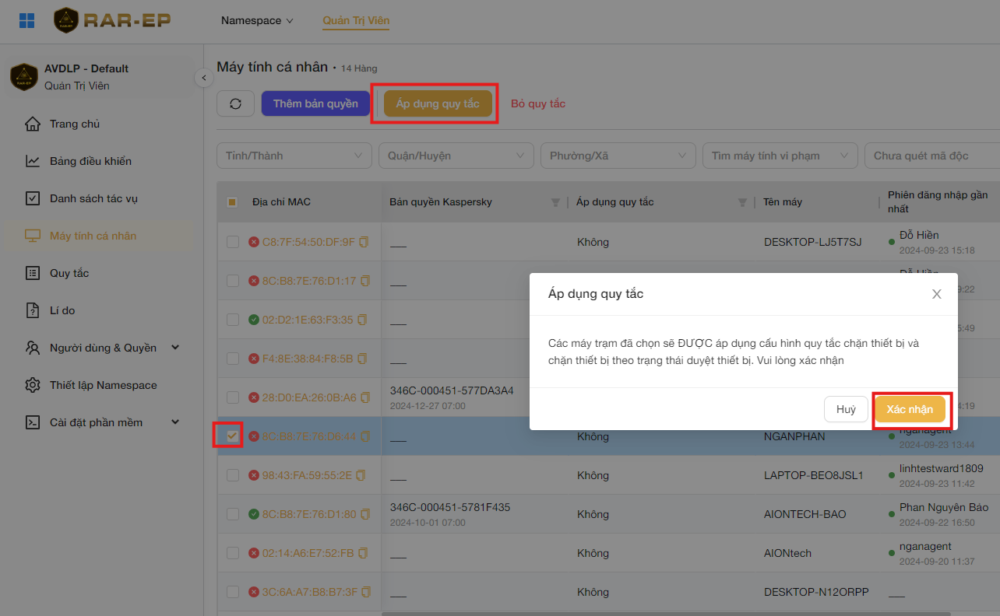 RAR-EP
Namespace
Quản Trị Viên
AVDLP - Default
Quản Trị Viên
Trang chủ
Bảng điều khiển
Danh sách tác vụ
Máy tính cá nhân
Quy tắc
Lí do
Người dùng & Quyền
Thiết lập Namespace
Cài đặt phần mềm
Máy tính cá nhân · 14 Hàng
Thêm bản quyền
Áp dụng quy tắc
Bỏ quy tắc
Tỉnh/Thành
Quận/Huyện
Phường/Xã
Tìm máy tính vi phạm
Chưa quét mã độc
Địa chỉ MAC
Bản quyền Kaspersky
Áp dụng quy tắc
Tên máy
Phiên đăng nhập gần
nhất
C8:7F:54:50:DF:9F
___
Không
DESKTOP-LJ5T7SJ
Đỗ Hiền
2024-09-23 15:18
8C:B8:7E:76:D1:17
___
Đỗ Hiền
9:22
02:D2:1E:63:F3:35
___
5:49
F4:8E:38:84:F8:5B
___
28:D0:EA:26:0B:A6
346C-000451-577DA3A4
2024-12-27 07:00
4:19
Áp dụng quy tắc
Các máy trạm đã chọn sẽ ĐƯỢC áp dụng cấu hình quy tắc chặn thiết bị và
chặn thiết bị theo trạng thái duyệt thiết bị. Vui lòng xác nhận
Huỷ
Xác nhận
8C:B8:7E:76:D6:44
___
Không
NGANPHAN
nganagent
2024-09-23 13:44
98:43:FA:59:55:2E
___
Không
LAPTOP-BEO8JSL1
linhtestward1809
2024-09-23 11:42
8C:B8:7E:76:D1:80
346C-000451-5781F435
2024-10-01 07:00
Không
AIONTECH-BAO
Phan Nguyên Bảo
2024-09-22 16:50
02:14:A6:E7:52:FB
___
Không
AIONtech
nganagent
2024-09-20 11:37
3C:6A:A7:B8:B7:3F
___
Không
DESKTOP-N12ORPP
___